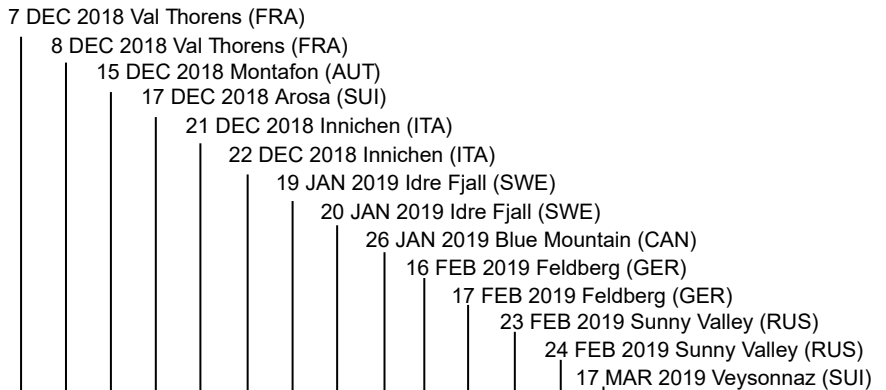 7 DEC 2018 Val Thorens (FRA)
8 DEC 2018 Val Thorens (FRA)
15 DEC 2018 Montafon (AUT)
17 DEC 2018 Arosa (SUI)
21 DEC 2018 Innichen (ITA)
22 DEC 2018 Innichen (ITA)
19 JAN 2019 Idre Fjall (SWE)
20 JAN 2019 Idre Fjall (SWE)
26 JAN 2019 Blue Mountain (CAN)
16 FEB 2019 Feldberg (GER)
17 FEB 2019 Feldberg (GER)
23 FEB 2019 Sunny Valley (RUS)
24 FEB 2019 Sunny Valley (RUS)
17 MAR 2019 Veysonnaz (SUI)